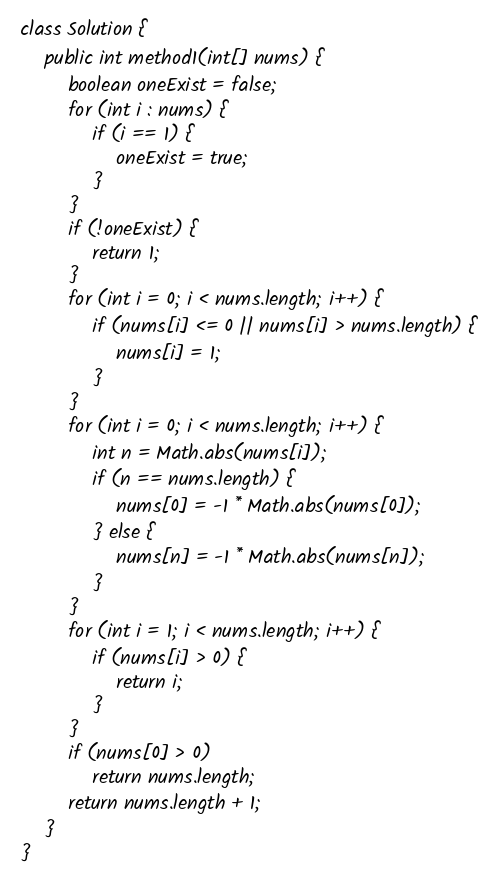 class Solution {
public int method1(int[] nums) {
boolean oneExist = false;
for (int i : nums) {
if (i == 1) {
oneExist = true;
}
}
if (!oneExist) {
return 1;
}
for (int i = 0; i < nums.length; i++) {
if (nums[i] <= 0 || nums[i] > nums.length) {
nums[i] = 1;
}
}
for (int i = 0; i < nums.length; i++) {
int n = Math.abs(nums[i]);
if (n == nums.length) {
nums[0] = -1 * Math.abs(nums[0]);
} else {
nums[n] = -1 * Math.abs(nums[n]);
}
}
for (int i = 1; i < nums.length; i++) {
if (nums[i] > 0) {
return i;
}
}
if (nums[0] > 0)
return nums.length;
return nums.length + 1;
}
}